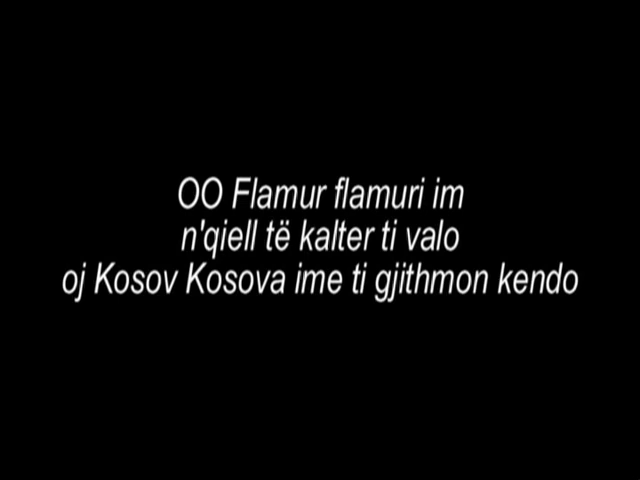 OO Flamur flamuri im
n'qiell të kalter ti valo
oj Kosov Kosova ime ti gjithmon kendo